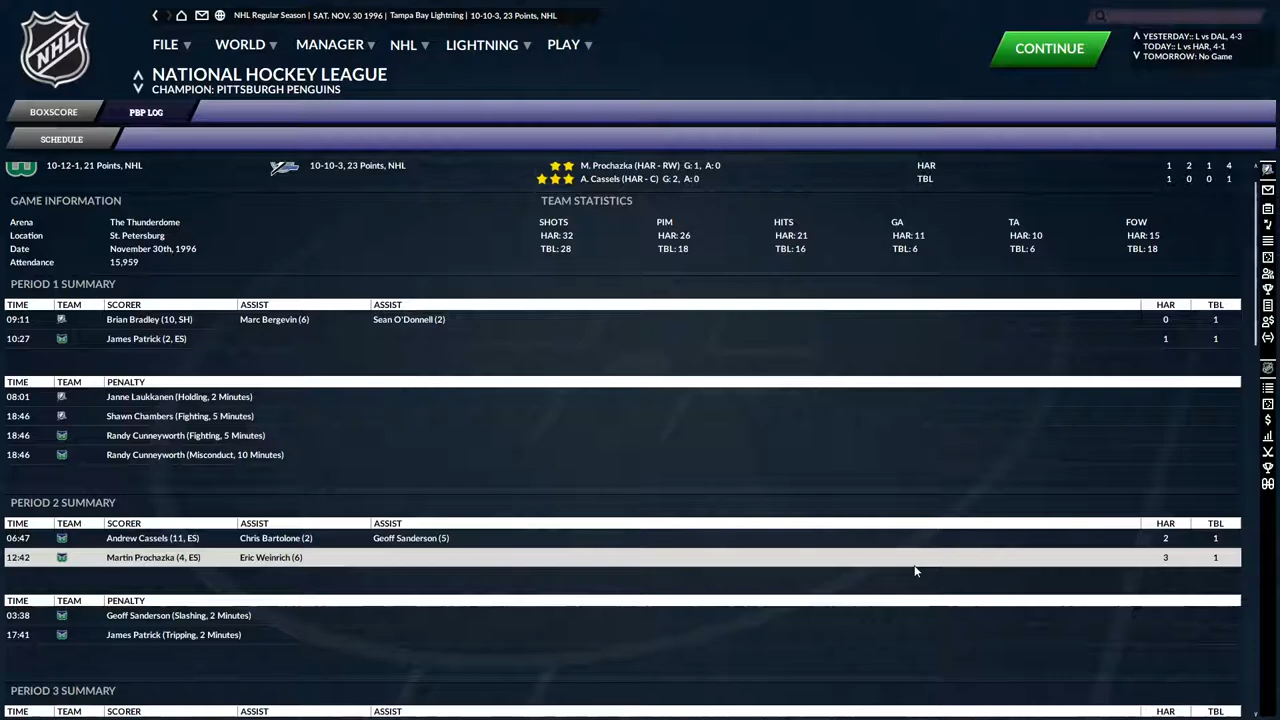 NHL Regular Season | SAT. NOV. 30 1996 | Tampa Bay Lightning | 10-10-3, 23 Points, NHL
FILE WORLD MANAGER NHL LIGHTNING PLAY
CONTINUE
YESTERDAY:: L vs DAL, 4-3
TODAY:: L vs HAR, 4-1
TOMORROW: No Game
NHL
NATIONAL HOCKEY LEAGUE
CHAMPION: PITTSBURGH PENGUINS
BOXSCORE PBP LOG
SCHEDULE
10-12-1, 21 Points, NHL 10-10-3, 23 Points, NHL M. Prochazka (HAR - RW) G: 1, A: 0 HAR 1 2 1 4
A. Cassels (HAR - C) G: 2, A: 0 TBL 1 0 0 1
GAME INFORMATION TEAM STATISTICS
Arena The Thunderdome SHOTS PIM HITS GA TA FOW
Location St. Petersburg HAR: 32 HAR: 26 HAR: 21 HAR: 11 HAR: 10 HAR: 15
Date November 30th, 1996 TBL: 28 TBL: 18 TBL: 16 TBL: 6 TBL: 6 TBL: 18
Attendance 15,959
PERIOD 1 SUMMARY
TIME TEAM SCORER ASSIST ASSIST HAR TBL
09:11 Brian Bradley (10, SH) Marc Bergevin (6) Sean O'Donnell (2) 0 1
10:27 James Patrick (2, ES) 1 1
TIME TEAM PENALTY
08:01 Janne Laukkanen (Holding, 2 Minutes)
18:46 Shawn Chambers (Fighting, 5 Minutes)
18:46 Randy Cunneyworth (Fighting, 5 Minutes)
18:46 Randy Cunneyworth (Misconduct, 10 Minutes)
PERIOD 2 SUMMARY
TIME TEAM SCORER ASSIST ASSIST HAR TBL
06:47 Andrew Cassels (11, ES) Chris Bartolone (2) Geoff Sanderson (5) 2 1
12:42 Martin Prochazka (4, ES) Eric Weinrich (6) 3 1
TIME TEAM PENALTY
03:38 Geoff Sanderson (Slashing, 2 Minutes)
17:41 James Patrick (Tripping, 2 Minutes)
PERIOD 3 SUMMARY
TIME TEAM SCORER ASSIST ASSIST HAR TBL